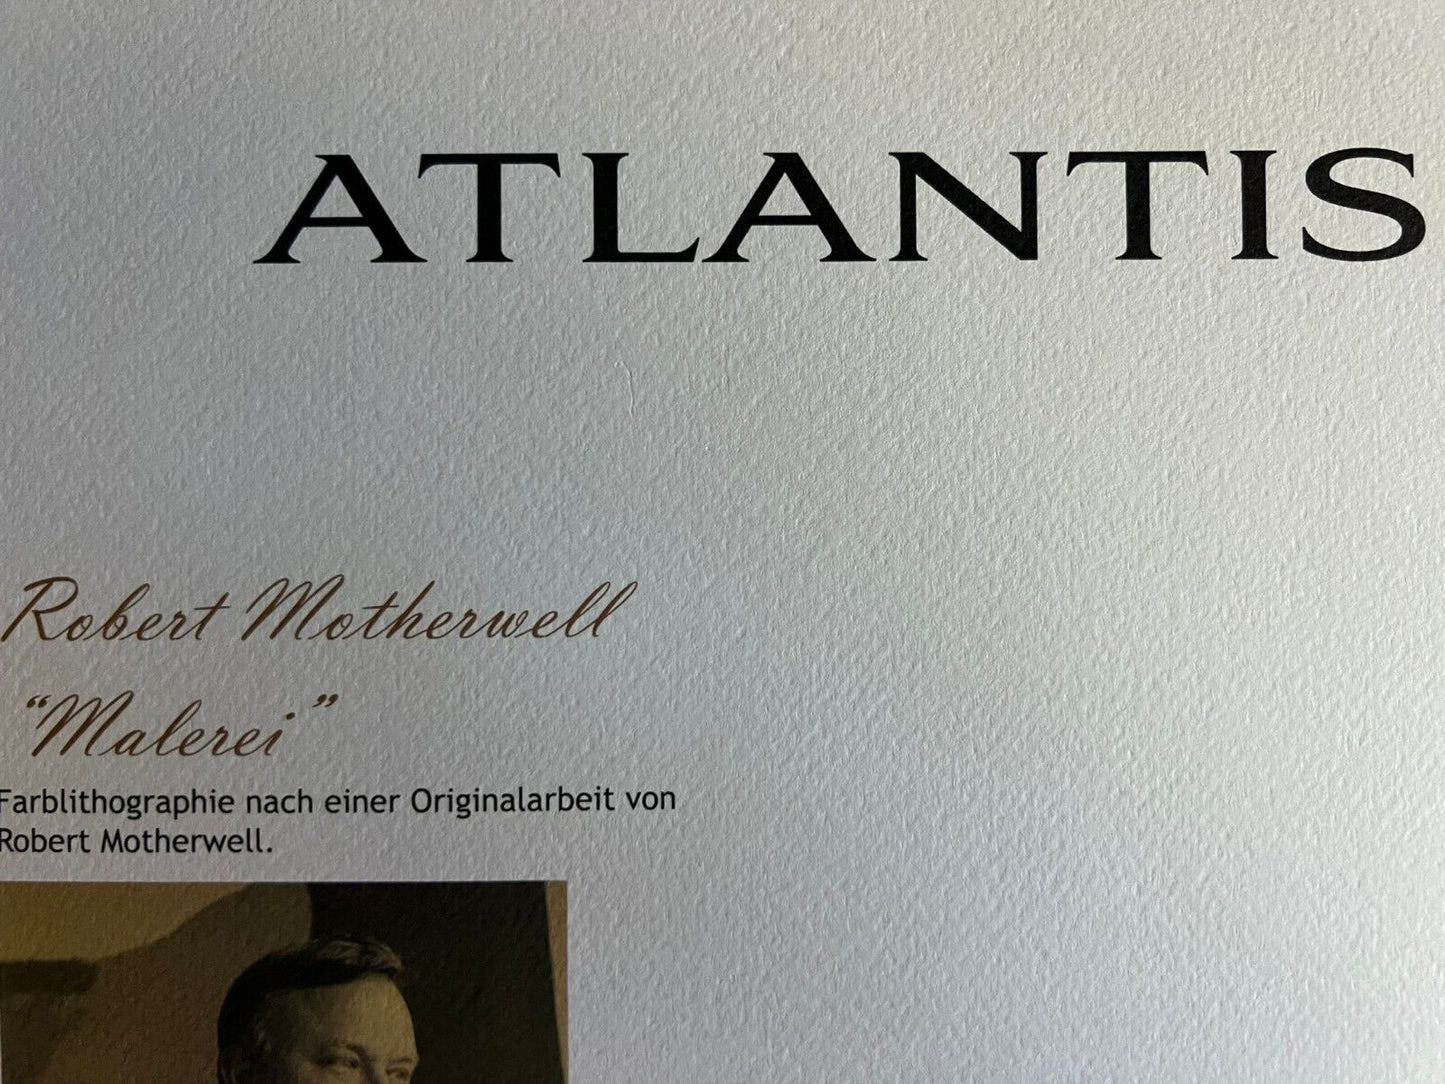 ATLANTIS
Robert Motherwell
“Malerei”
Farblithographie nach einer Originalarbeit von
Robert Motherwell.